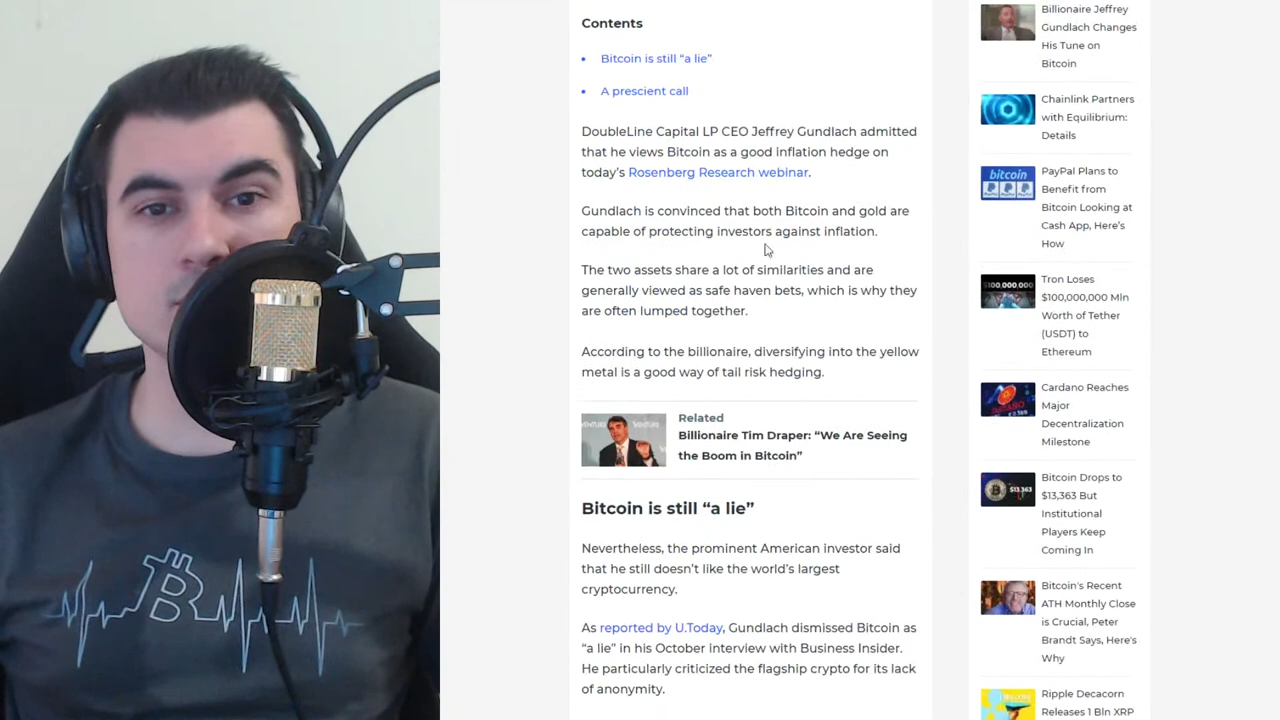 Contents
• Bitcoin is still “a lie”
• A prescient call
DoubleLine Capital LP CEO Jeffrey Gundlach admitted
that he views Bitcoin as a good inflation hedge on
today’s Rosenberg Research webinar.
Gundlach is convinced that both Bitcoin and gold are
capable of protecting investors against inflation.
The two assets share a lot of similarities and are
generally viewed as safe haven bets, which is why they
are often lumped together.
According to the billionaire, diversifying into the yellow
metal is a good way of tail risk hedging.
Related
Billionaire Tim Draper: “We Are Seeing
the Boom in Bitcoin”
Bitcoin is still “a lie”
Nevertheless, the prominent American investor said
that he still doesn’t like the world’s largest
cryptocurrency.
As reported by U.Today, Gundlach dismissed Bitcoin as
“a lie” in his October interview with Business Insider.
He particularly criticized the flagship crypto for its lack
of anonymity.
Billionaire Jeffrey
Gundlach Changes
His Tune on
Bitcoin
Chainlink Partners
with Equilibrium:
Details
bitcoin
PayPal Plans to
Benefit from
Bitcoin Looking at
Cash App, Here’s
How
$100,000,000
Tron Loses
$100,000,000 Mln
Worth of Tether
(USDT) to
Ethereum
Cardano Reaches
Major
Decentralization
Milestone
$13,363
Bitcoin Drops to
$13,363 But
Institutional
Players Keep
Coming In
Bitcoin's Recent
ATH Monthly Close
is Crucial, Peter
Brandt Says, Here's
Why
Ripple Decacorn
Releases 1 Bln XRP